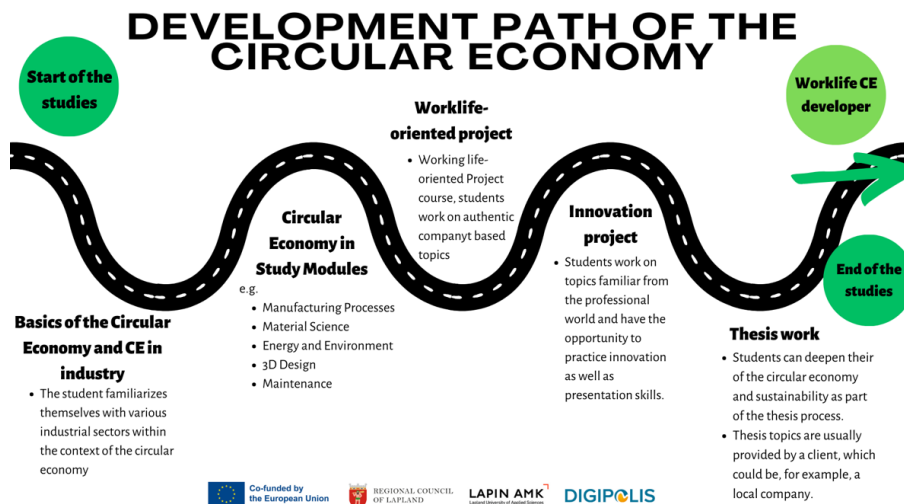 DEVELOPMENT PATH OF THE
CIRCULAR ECONOMY
Start of the
studies
Basics of the Circular
Economy and CE in
industry
• The student familiarizes
themselves with various
industrial sectors within
the context of the circular
economy
Circular
Economy in
Study Modules
e.g.
• Manufacturing Processes
• Material Science
• Energy and Environment
• 3D Design
• Maintenance
Worklife-
oriented project
• Working life-
oriented Project
course, students
work on authentic
companyt based
topics
Innovation
project
• Students work on
topics familiar from
the professional
world and have the
opportunity to
practice innovation
as well as
presentation skills.
Worklife CE
developer
End of the
studies
Thesis work
• Students can deepen their
of the circular economy
and sustainability as part
of the thesis process.
• Thesis topics are usually
provided by a client, which
could be, for example, a
local company.
Co-funded by
the European Union
REGIONAL COUNCIL
OF LAPLAND
LAPIN AMK
Lapland University of Applied Sciences
DIGIPOLIS